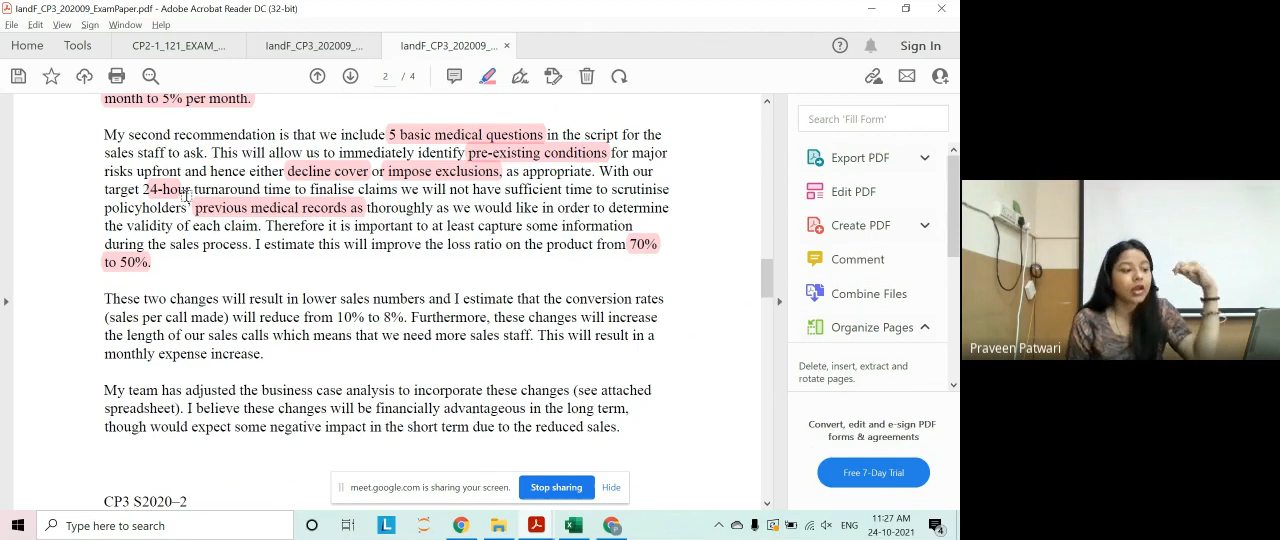 IandF_CP3_202009_ExamPaper.pdf - Adobe Acrobat Reader DC (32-bit)
File Edit View Sign Window Help
Home Tools CP2-1_121_EXAM_... IandF_CP3_202009_... IandF_CP3_202009_... × Sign In
2 / 4
month to 5% per month.
My second recommendation is that we include 5 basic medical questions in the script for the
sales staff to ask. This will allow us to immediately identify pre-existing conditions for major
risks upfront and hence either decline cover or impose exclusions, as appropriate. With our
target 24-hour turnaround time to finalise claims we will not have sufficient time to scrutinise
policyholders' previous medical records as thoroughly as we would like in order to determine
the validity of each claim. Therefore it is important to at least capture some information
during the sales process. I estimate this will improve the loss ratio on the product from 70%
to 50%.
These two changes will result in lower sales numbers and I estimate that the conversion rates
(sales per call made) will reduce from 10% to 8%. Furthermore, these changes will increase
the length of our sales calls which means that we need more sales staff. This will result in a
monthly expense increase.
My team has adjusted the business case analysis to incorporate these changes (see attached
spreadsheet). I believe these changes will be financially advantageous in the long term,
though would expect some negative impact in the short term due to the reduced sales.
CP3 S2020–2
meet.google.com is sharing your screen. Stop sharing Hide
Search 'Fill Form'
Export PDF
Edit PDF
Create PDF
Comment
Combine Files
Organize Pages
Delete, insert, extract and
rotate pages.
Convert, edit and e-sign PDF
forms & agreements
Free 7-Day Trial
Praveen Patwari
Type here to search
ENG
11:27 AM
24-10-2021
4